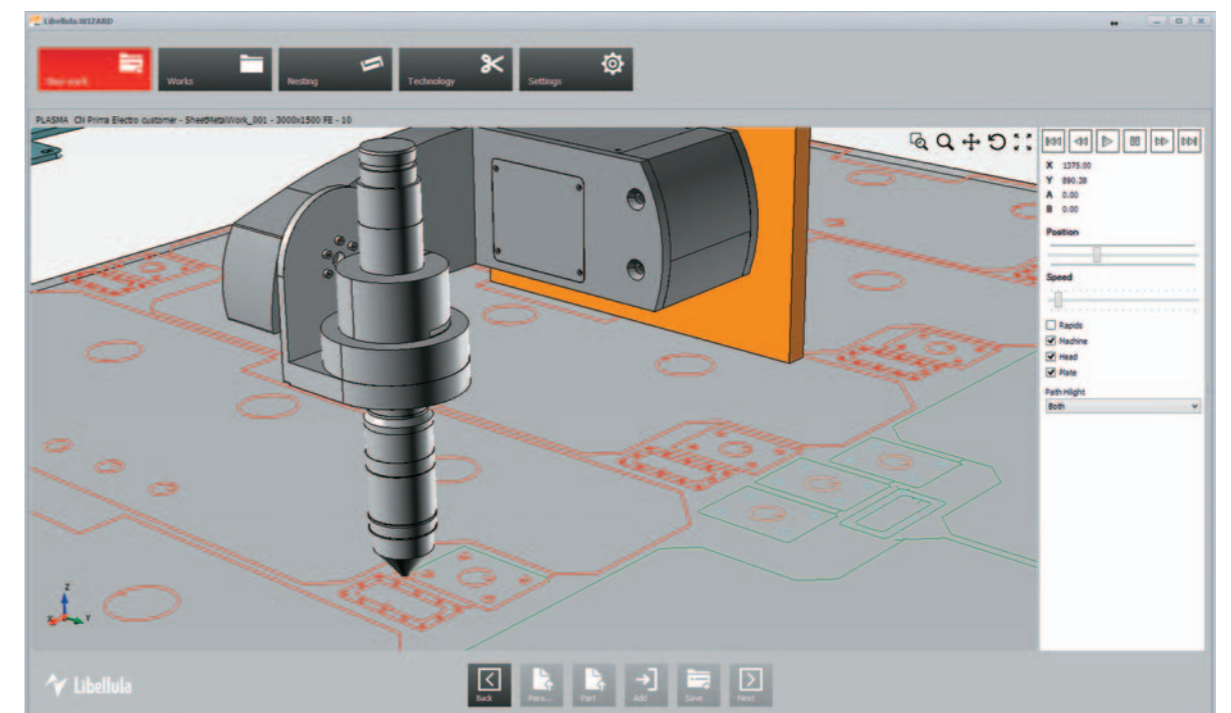 Libellula.WIZARD
New work
Works
Nesting
Technology
Settings
PLASMA CN Prima Electro customer - SheetMetalWork_001 - 3000x1500 FE - 10
X 1375.00
Y 890.38
A 0.00
B 0.00
Position
Speed
Rapids
Machine
Head
Plate
Path Hilight
Both
Z
X
Y
Libellula
Back
Para...
Part
Add
Save
Next